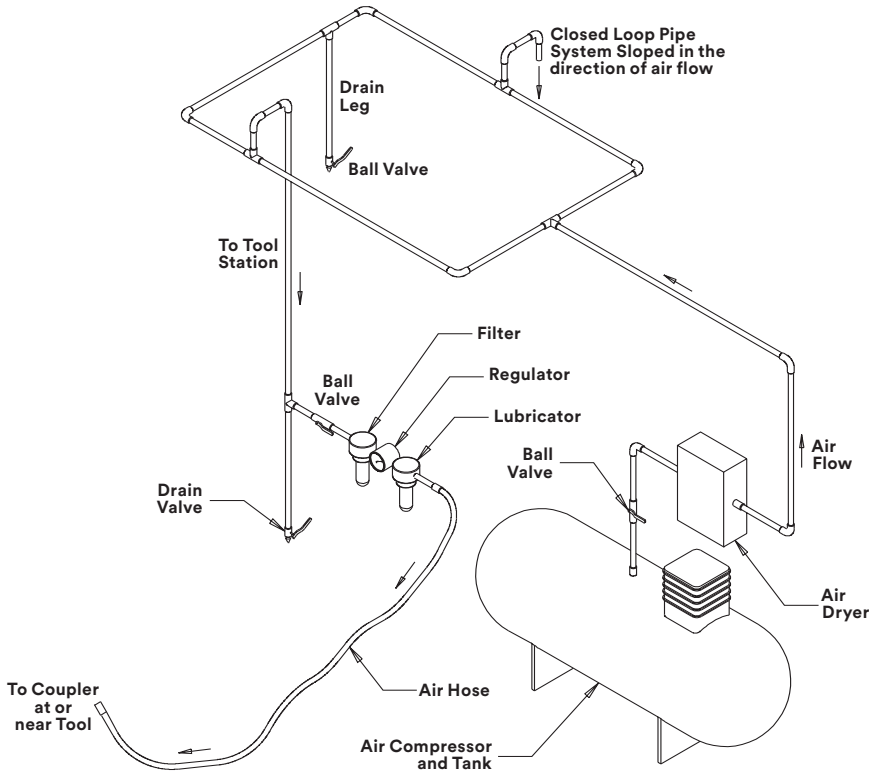 Closed Loop Pipe
System Sloped in the
direction of air flow
Drain
Leg
Ball Valve
To Tool
Station
Filter
Ball
Valve
Regulator
Lubricator
Ball
Valve
Air
Flow
Drain
Valve
Air
Dryer
Air Hose
To Coupler
at or
near Tool
Air Compressor
and Tank